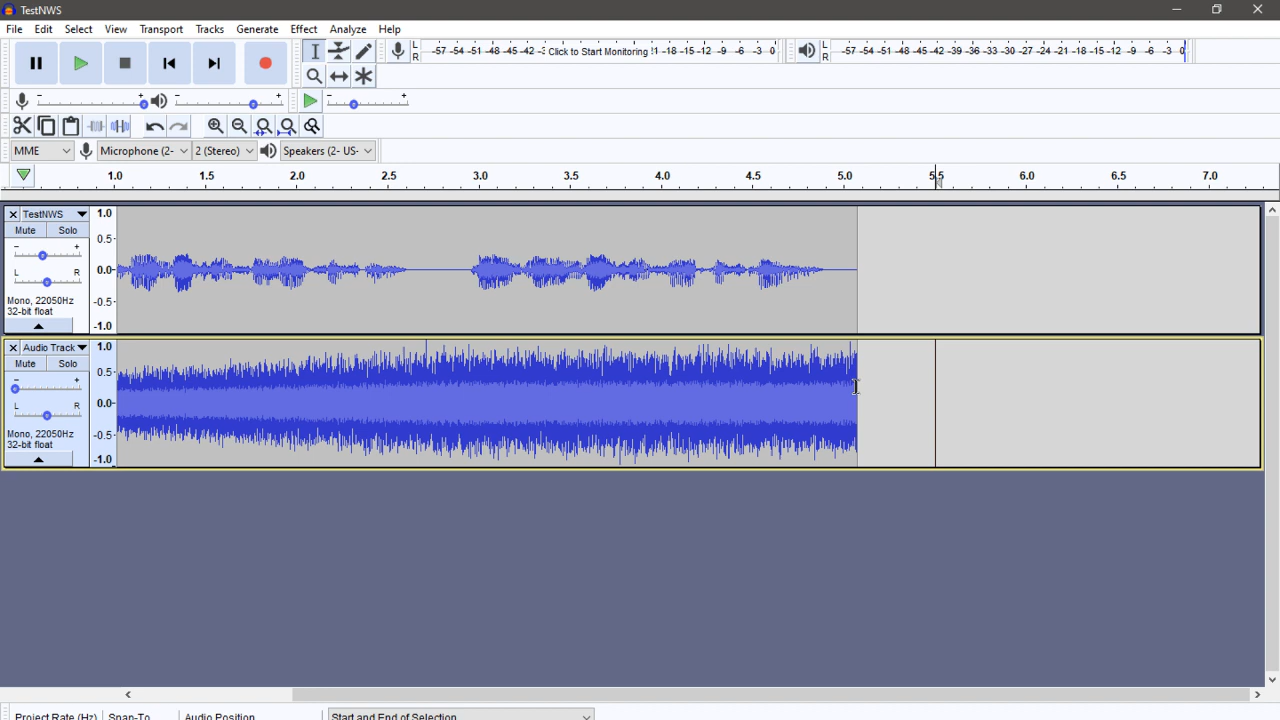 TestNWS
File Edit Select View Transport Tracks Generate Effect Analyze Help
L
R
-57 -54 -51 -48 -45 -42 Click to Start Monitoring -18 -15 -12 -9 -6 -3 0
L
R
-57 -54 -51 -48 -45 -42 -39 -36 -33 -30 -27 -24 -21 -18 -15 -12 -9 -6 -3 0
- +
- +
- +
MME Microphone (2- 2 (Stereo) Speakers (2- US-
1.0 1.5 2.0 2.5 3.0 3.5 4.0 4.5 5.0 5.5 6.0 6.5 7.0
TestNWS
Mute Solo
- +
L R
Mono, 22050Hz
32-bit float
1.0
0.5-
0.0-
-0.5-
-1.0
Audio Track
Mute Solo
- +
L R
Mono, 22050Hz
32-bit float
1.0
0.5-
0.0-
-0.5-
-1.0
Project Rate (Hz) Snap-To Audio Position Start and End of Selection